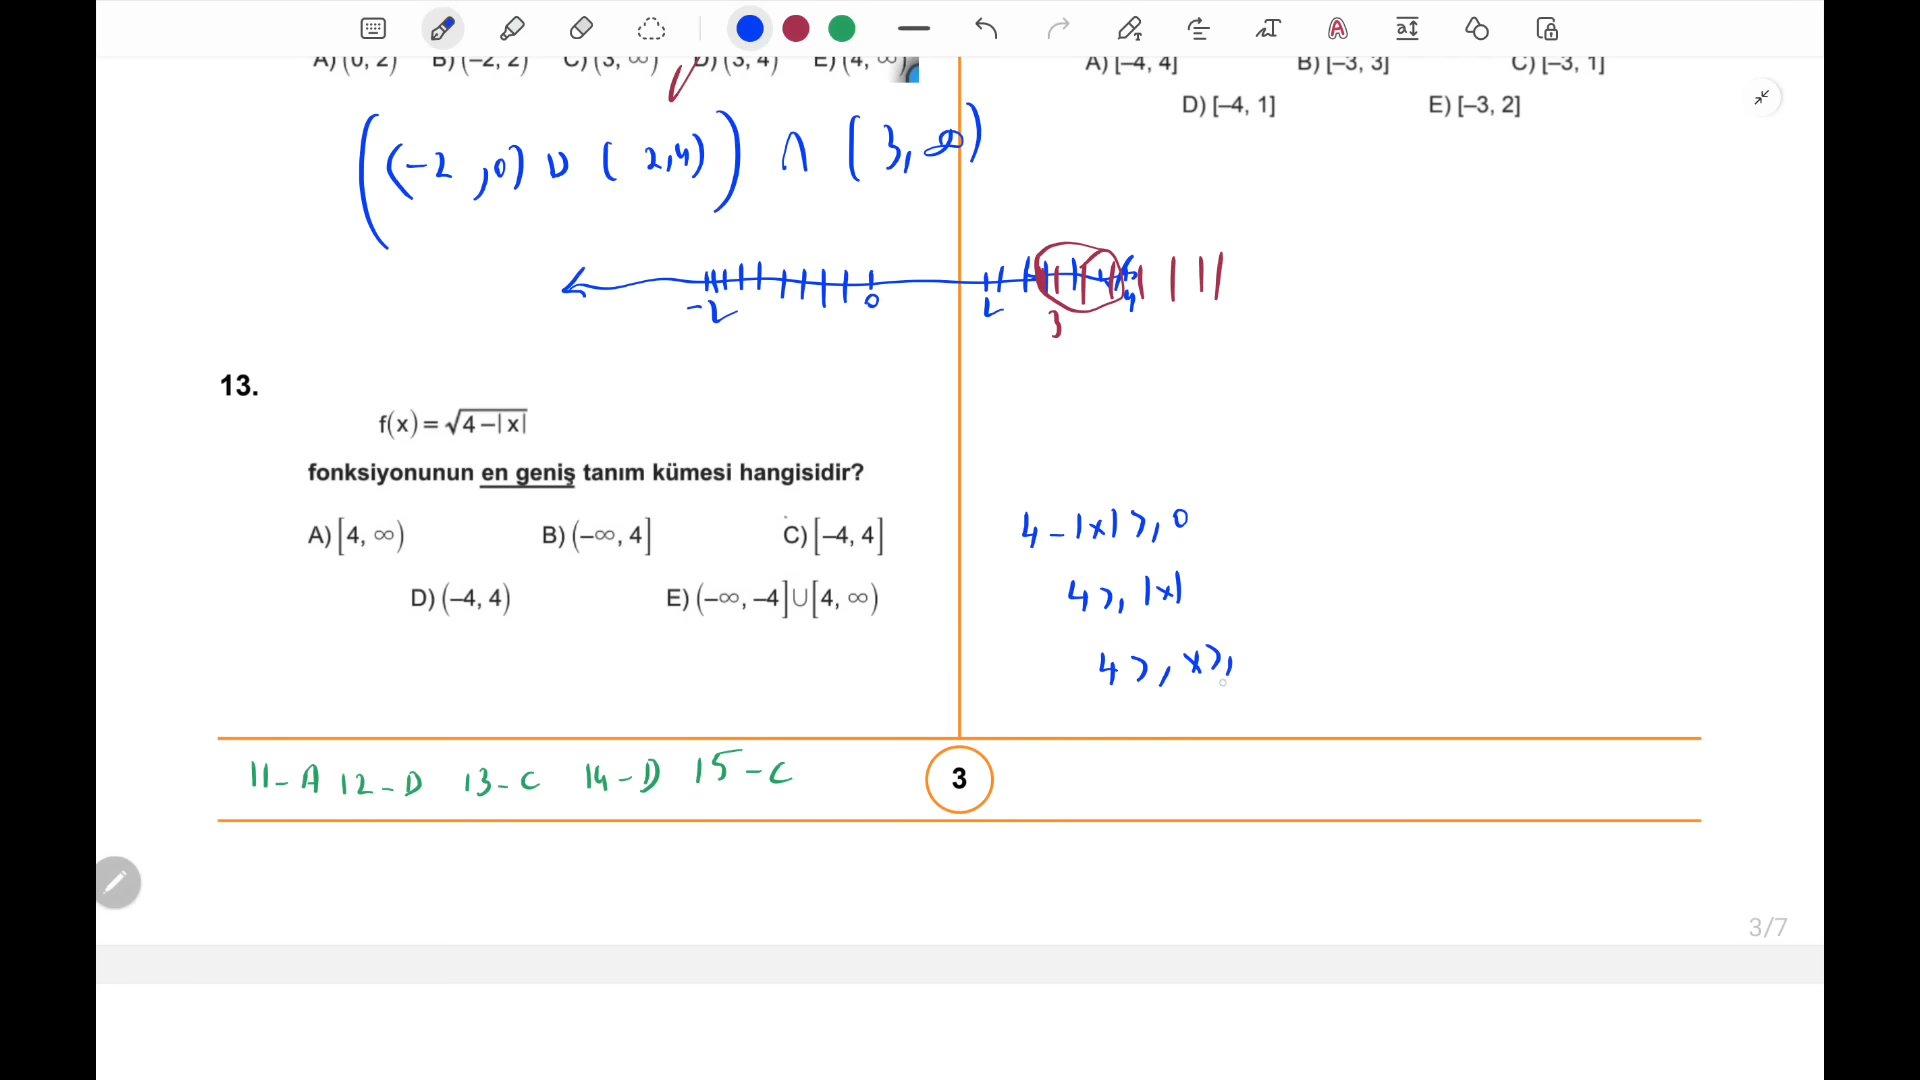 A) (0, 2) B) (–2, 2) C) (3, ∞) D) (3, 4) E) (4, ∞)
((-2, 0) ∪ (2,4)) ∩ (3, ∞)
-2 0 2 3 4
13.
f(x) = √4 – |x|
fonksiyonunun en geniş tanım kümesi hangisidir?
A) [4, ∞) B) (–∞, 4] C) [–4, 4]
D) (–4, 4) E) (–∞, –4]∪[4, ∞)
A) [–4, 4] B) [–3, 3] C) [–3, 1]
D) [–4, 1] E) [–3, 2]
4 - |x| ≥ 0
4 ≥ |x|
4 ≥ x ≥
11-A 12-D 13-C 14-D 15-C
3
3/7